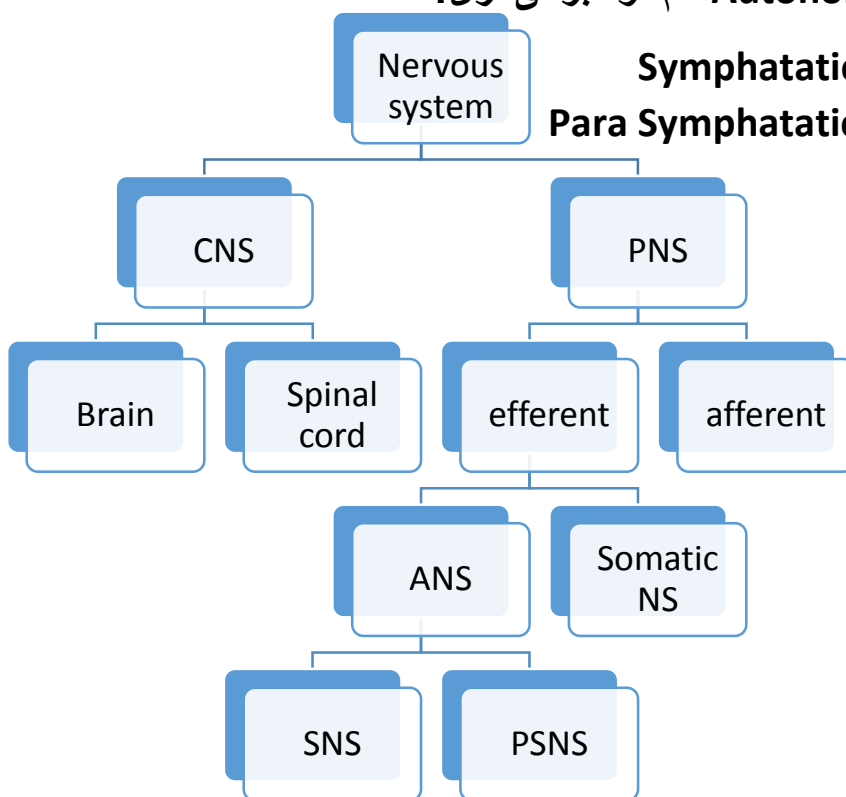 Nervous
system
Symphatatic
Para Symphatatic
CNS
PNS
Brain
Spinal
cord
efferent
afferent
ANS
Somatic
NS
SNS
PSNS